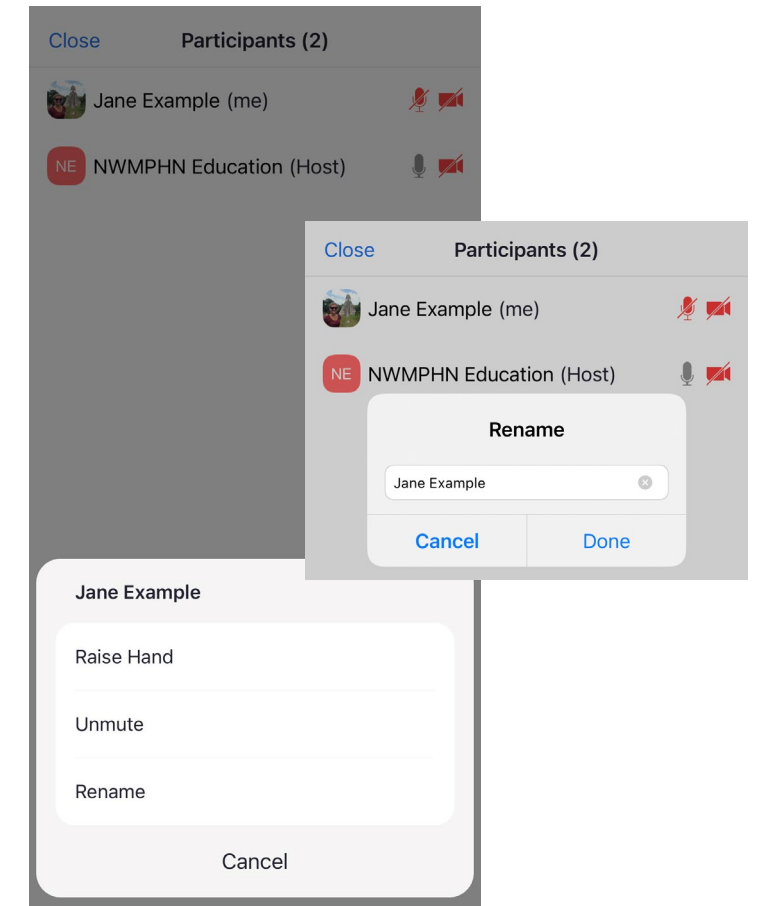 Close Participants (2)
Jane Example (me)
NE NWMPHN Education (Host)
Close Participants (2)
Jane Example (me)
NE NWMPHN Education (Host)
Rename
Jane Example
Cancel Done
Jane Example
Raise Hand
Unmute
Rename
Cancel